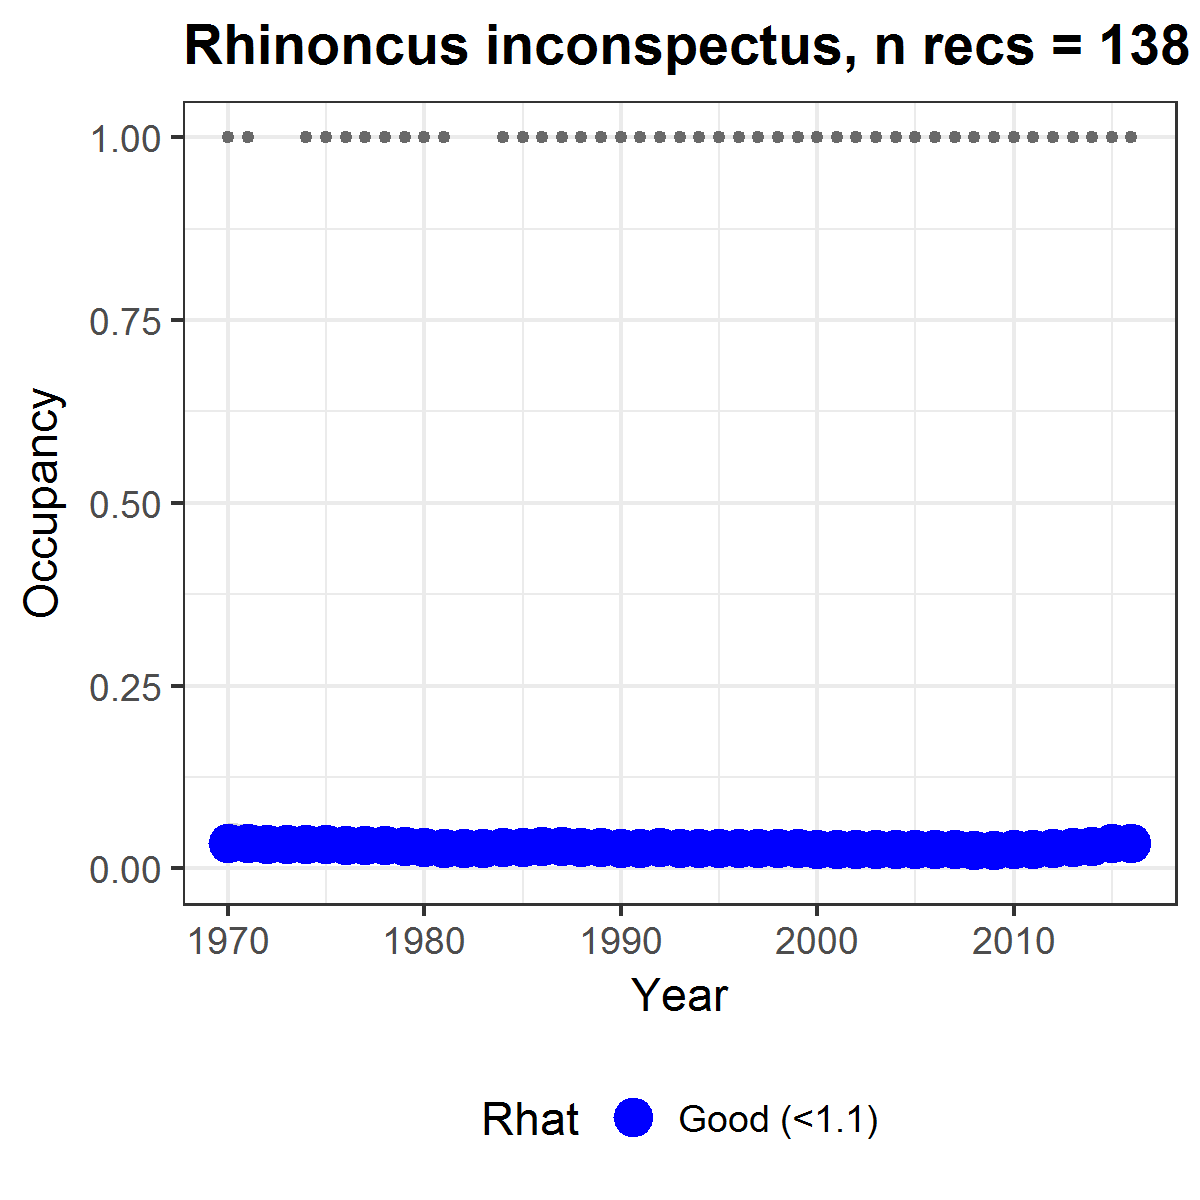 Rhinoncus inconspectus, n recs = 138
1.00
0.75
0.50
0.25
0.00
Occupancy
1970 1980 1990 2000 2010
Year
Rhat Good (<1.1)